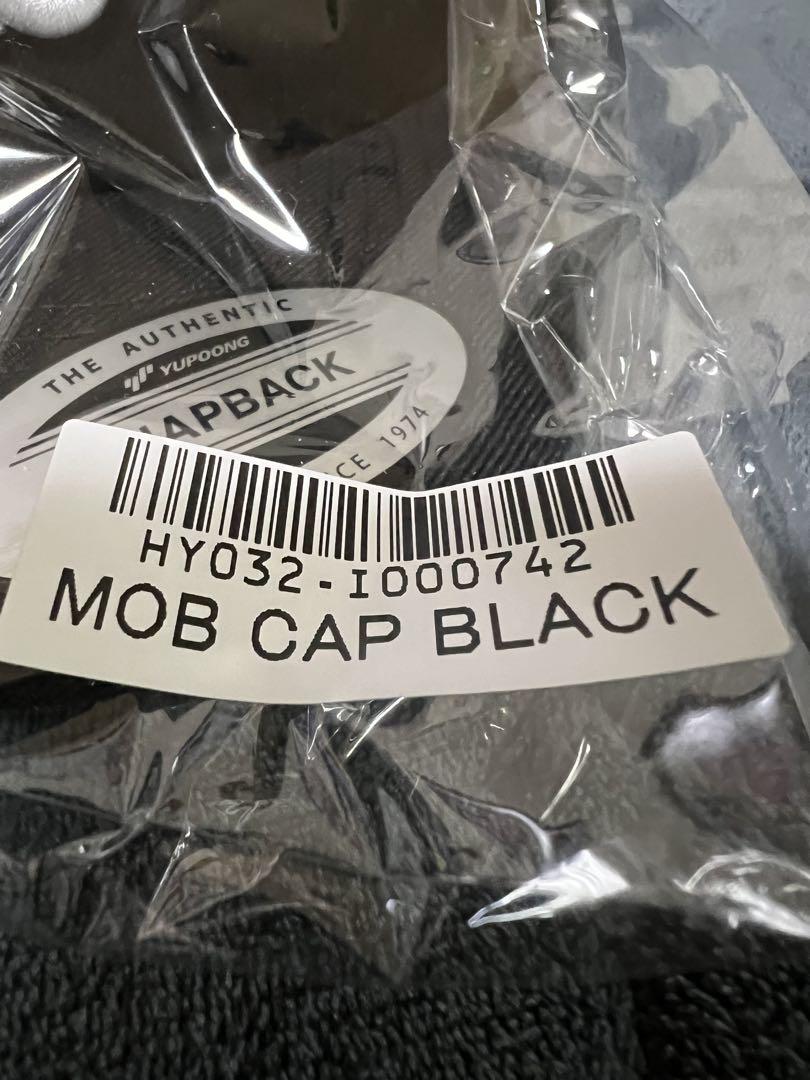 THE AUTHENTIC
YUPOONG
SINCE 1974
HY032-I000742
MOB CAP BLACK